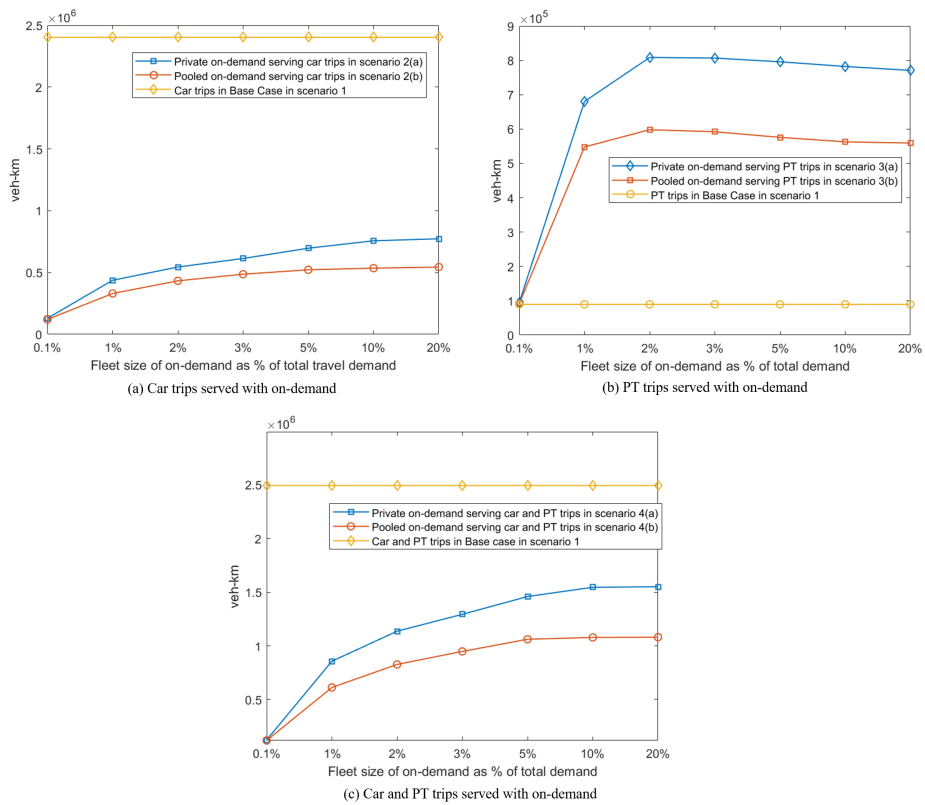 ×10^6
2.5
2
1.5
1
0.5
0
veh-km
Private on-demand serving car trips in scenario 2(a)
Pooled on-demand serving car trips in scenario 2(b)
Car trips in Base Case in scenario 1
0.1% 1% 2% 3% 5% 10% 20%
Fleet size of on-demand as % of total travel demand
(a) Car trips served with on-demand
×10^5
9
8
7
6
5
4
3
2
1
0
veh-km
Private on-demand serving PT trips in scenario 3(a)
Pooled on-demand serving PT trips in scenario 3(b)
PT trips in Base Case in scenario 1
0.1% 1% 2% 3% 5% 10% 20%
Fleet size of on-demand as % of total demand
(b) PT trips served with on-demand
×10^6
2.5
2
1.5
1
0.5
veh-km
Private on-demand serving car and PT trips in scenario 4(a)
Pooled on-demand serving car and PT trips in scenario 4(b)
Car and PT trips in Base case in scenario 1
0.1% 1% 2% 3% 5% 10% 20%
Fleet size of on-demand as % of total demand
(c) Car and PT trips served with on-demand